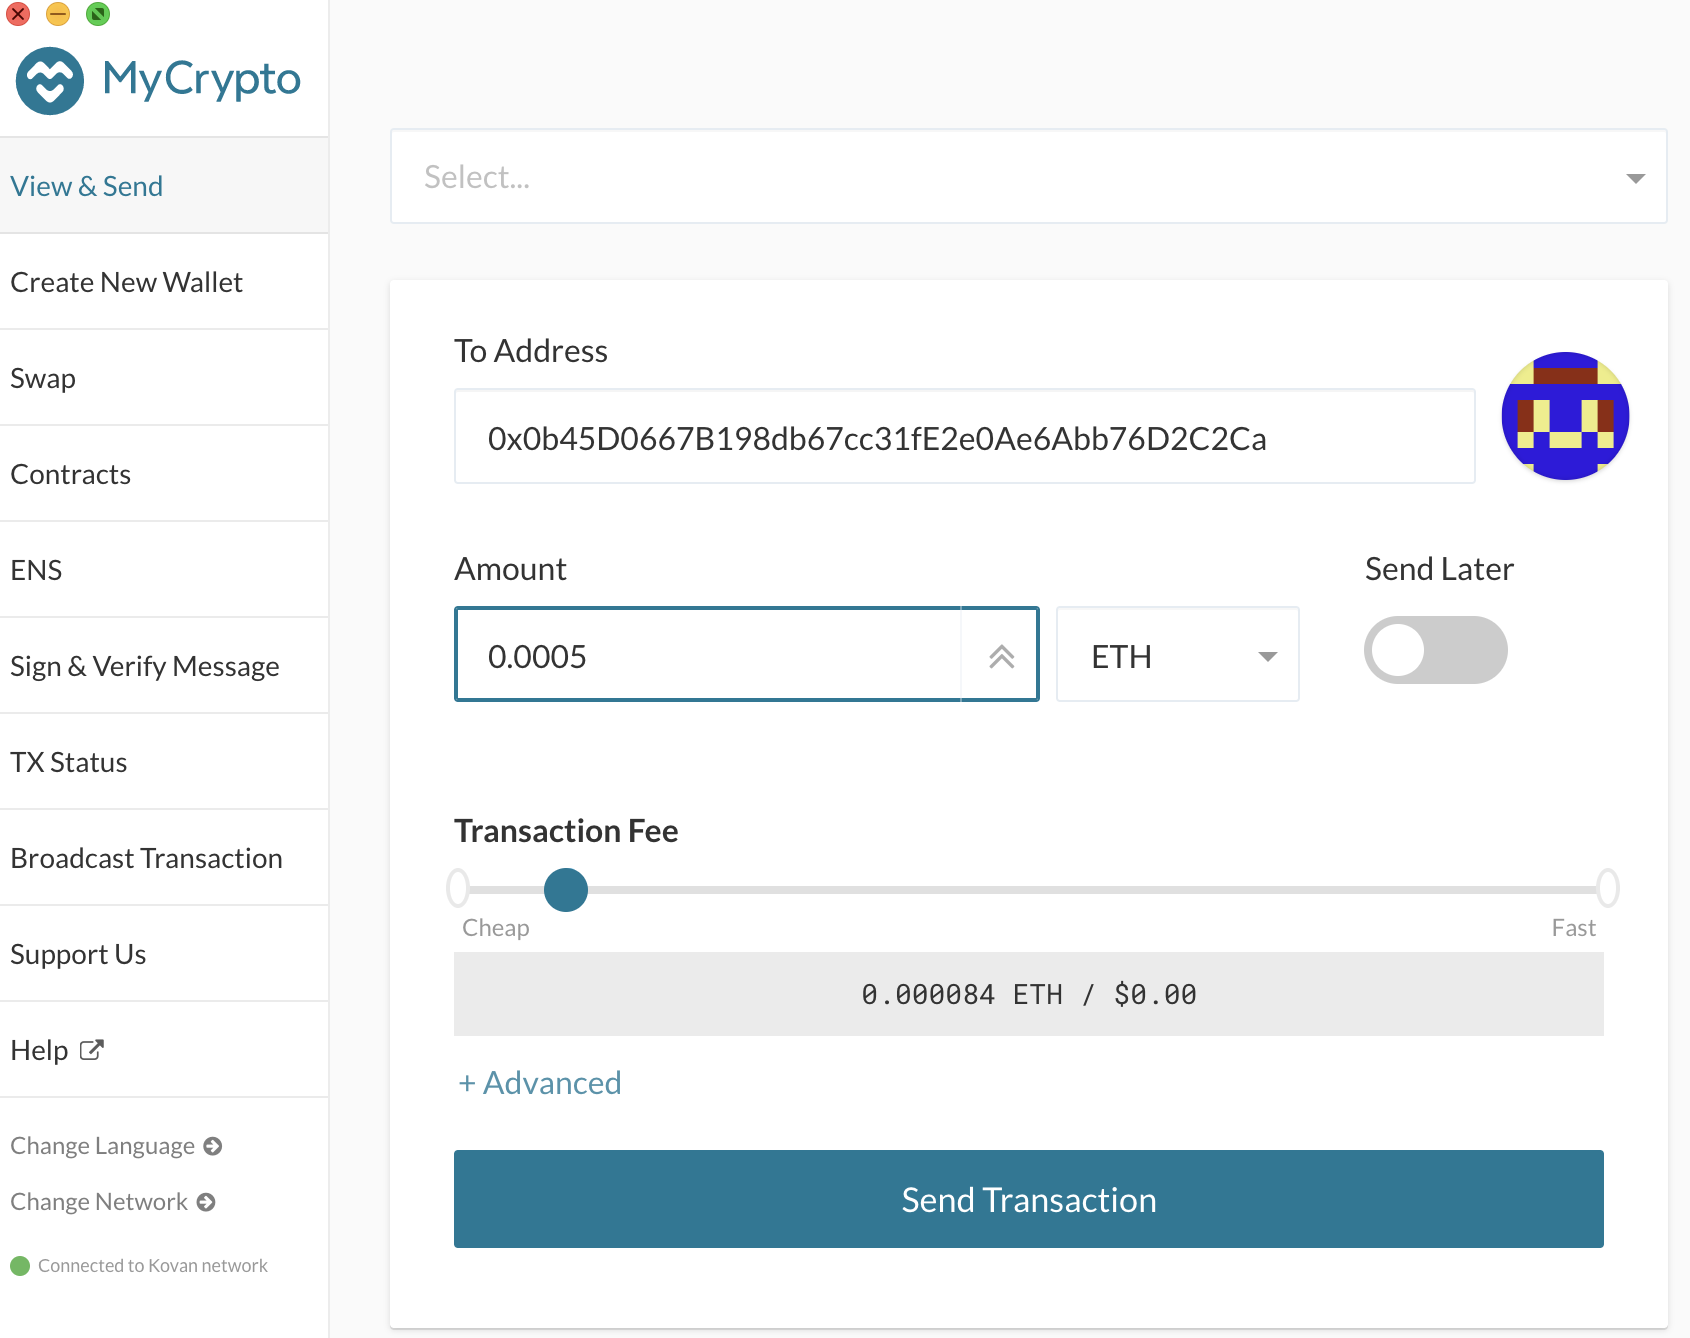 MyCrypto
View & Send
Create New Wallet
Swap
Contracts
ENS
Sign & Verify Message
TX Status
Broadcast Transaction
Support Us
Help
Change Language
Change Network
Connected to Kovan network
Select...
To Address
0x0b45D0667B198db67cc31fE2e0Ae6Abb76D2C2Ca
Amount
Send Later
0.0005
ETH
Transaction Fee
Cheap
Fast
0.000084 ETH / $0.00
+ Advanced
Send Transaction